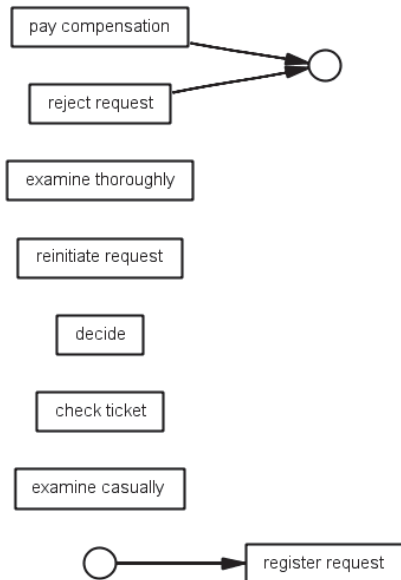 pay compensation
reject request
examine thoroughly
reinitiate request
decide
check ticket
examine casually
register request